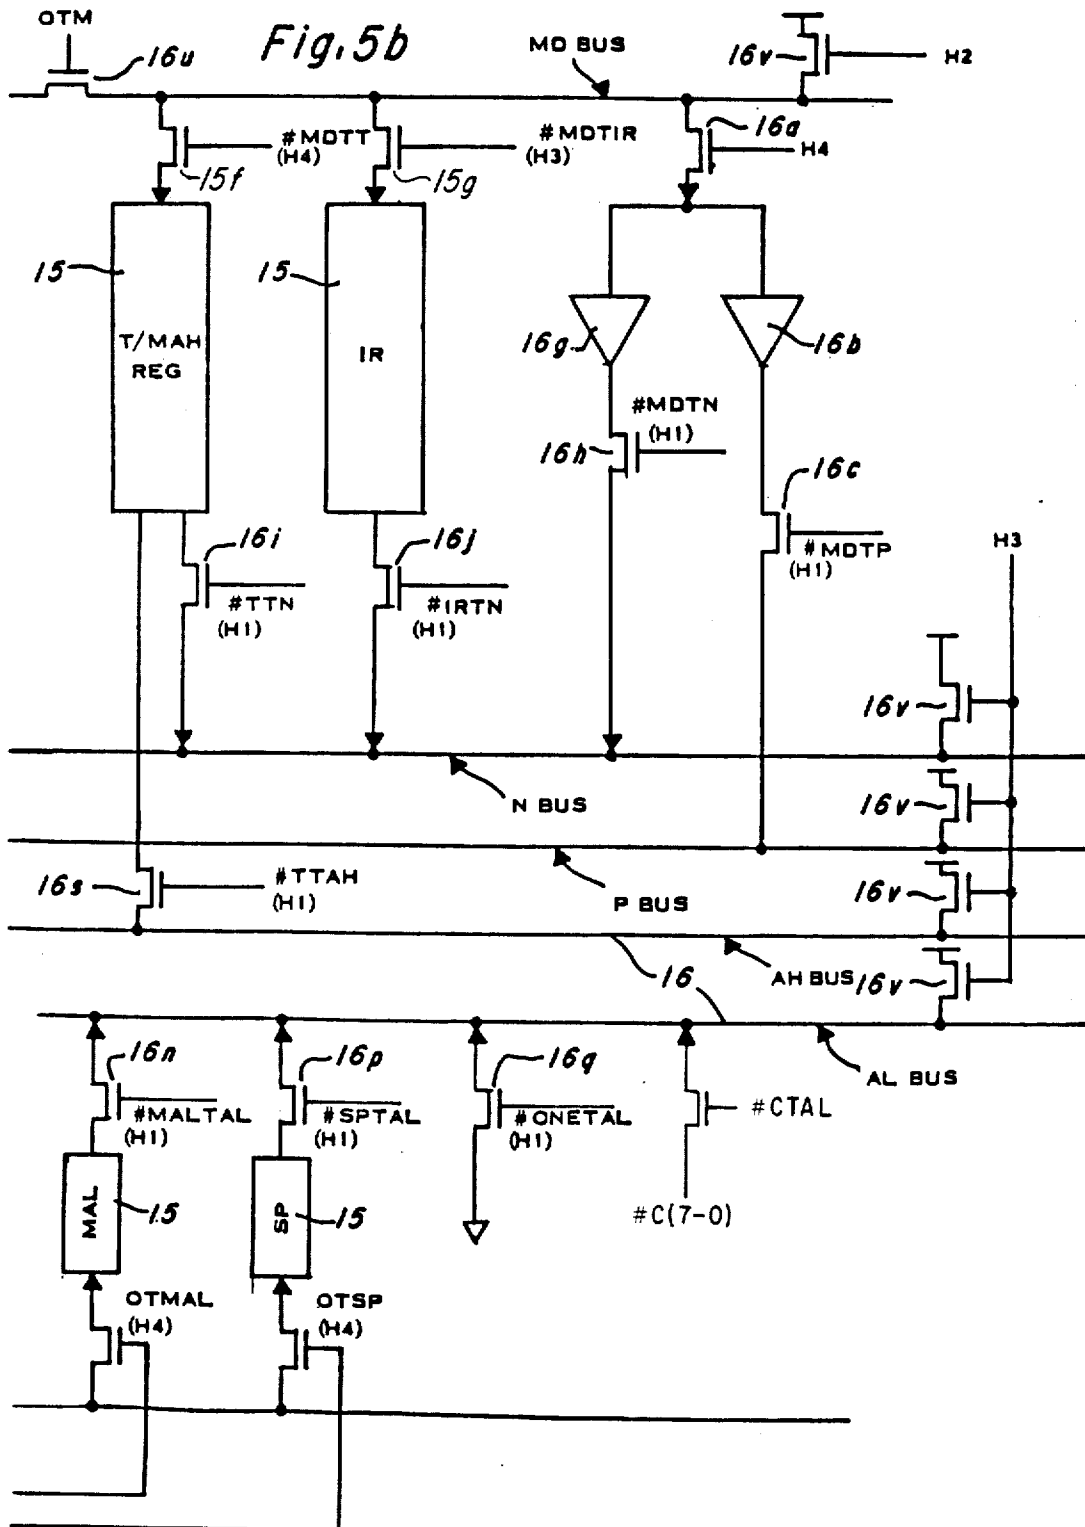 OTM
Fig. 5b
16u
MD BUS
16v
H2
#MDTT
(H4)
15f
#MDTIR
(H3)
15g
16a
H4
15
T/MAH
REG
15
IR
16g
16b
#MDTN
(H1)
16h
16c
#MDTP
(H1)
H3
16i
#TTN
(H1)
16j
#IRTN
(H1)
16v
N BUS
16v
16s
#TTAH
(H1)
P BUS
16v
16
AH BUS
16v
AL BUS
16n
#MALTAL
(H1)
16p
#SPTAL
(H1)
16q
#ONETAL
(H1)
#CTAL
MAL
15
SP
15
#C(7-0)
OTMAL
(H4)
OTSP
(H4)